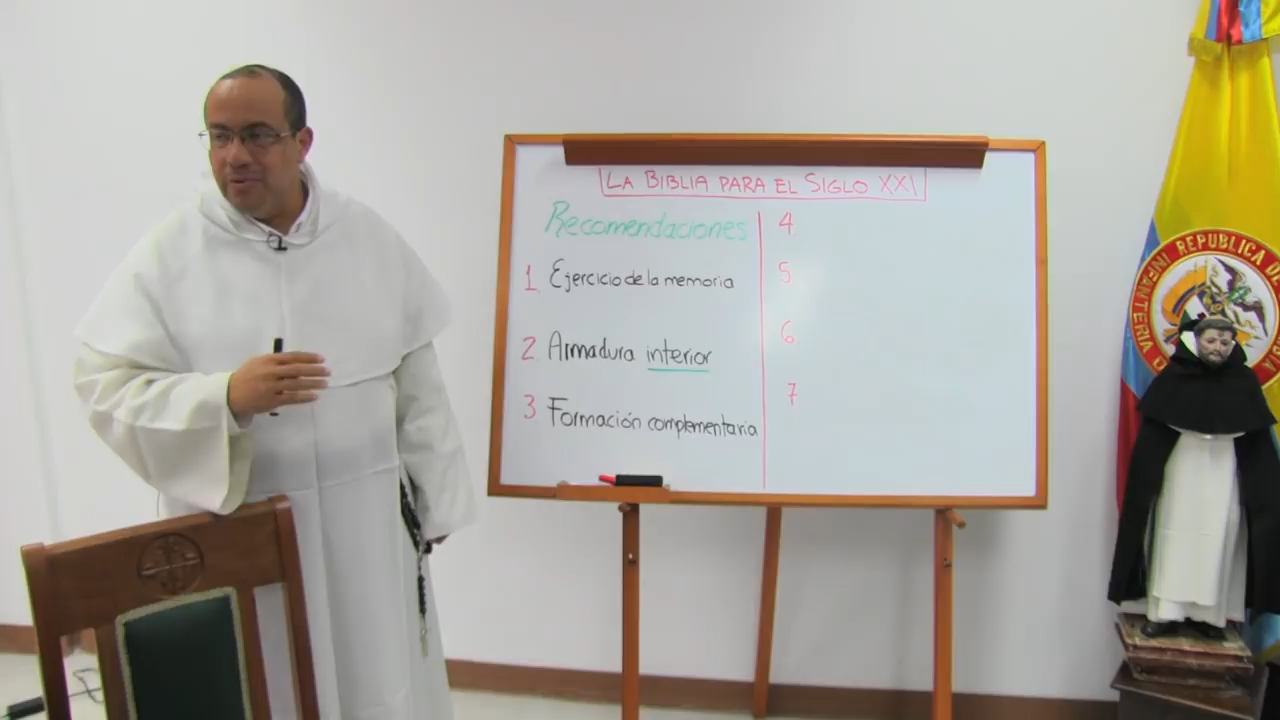 LA BIBLIA PARA EL SIGLO XXI
Recomendaciones
1. Ejercicio de la memoria
2. Armadura interior
3 Formación complementaria
4.
5.
6.
7
REPUBLICA DE
INFANTERIA